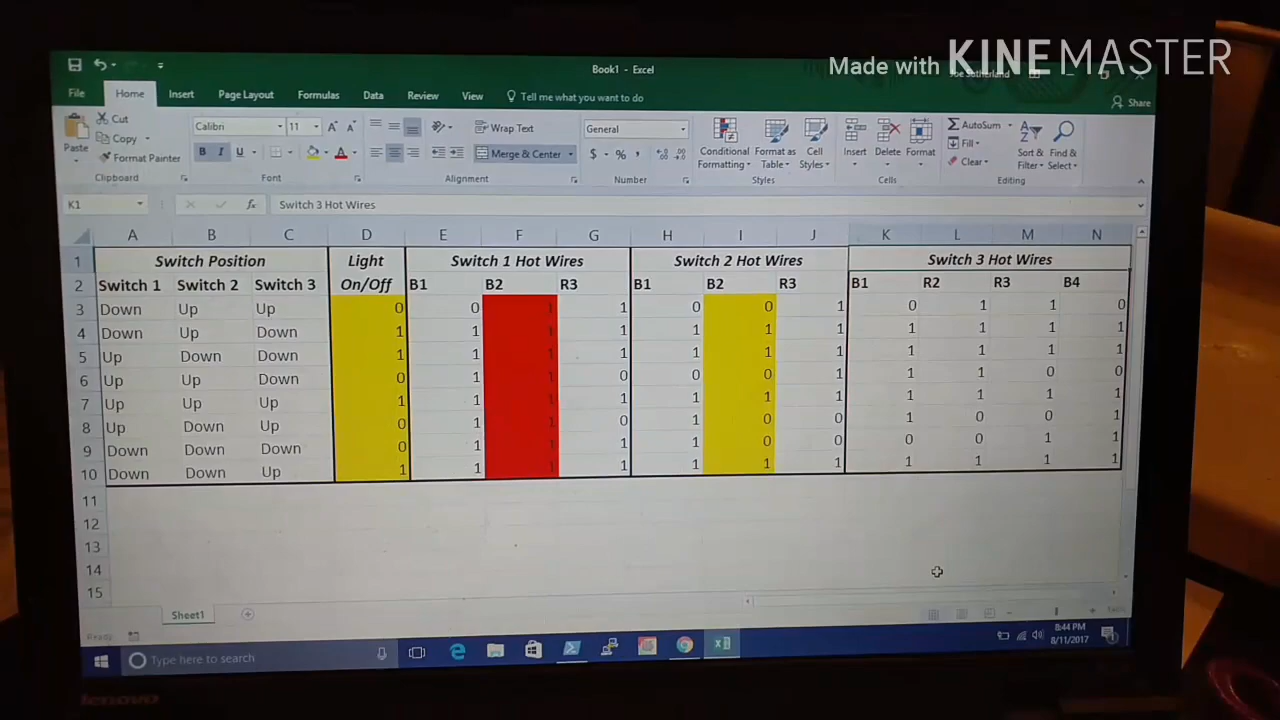 Made with KINEMASTER
Book1 - Excel
File Home Insert Page Layout Formulas Data Review View Tell me what you want to do Share
Paste Cut Copy Format Painter
Calibri 11
B I U
Wrap Text
Merge & Center
General
$ % ,
Conditional Formatting Format as Table Cell Styles
Insert Delete Format
AutoSum Fill Clear
Sort & Filter Find & Select
Clipboard Font Alignment Number Styles Cells Editing
K1 fx Switch 3 Hot Wires
A B C D E F G H I J K L M N
1 Switch Position Light Switch 1 Hot Wires Switch 2 Hot Wires Switch 3 Hot Wires
2 Switch 1 Switch 2 Switch 3 On/Off B1 B2 R3 B1 B2 R3 B1 R2 R3 B4
3 Down Up Up 0 0 1 1 0 0 1 0 1 1 0
4 Down Up Down 1 1 1 1 1 1 1 1 1 1 1
5 Up Down Down 1 1 1 1 1 1 1 1 1 1 1
6 Up Up Down 0 1 1 0 0 0 1 1 1 0 0
7 Up Up Up 1 1 1 1 1 1 1 1 1 1 1
8 Up Down Up 0 1 1 0 1 0 0 1 0 0 1
9 Down Down Down 0 1 1 1 1 0 0 0 0 1 1
10 Down Down Up 1 1 1 1 1 1 1 1 1 1 1
11
12
13
14
15
Sheet1
Ready
Type here to search
8:44 PM
8/11/2017
lenovo